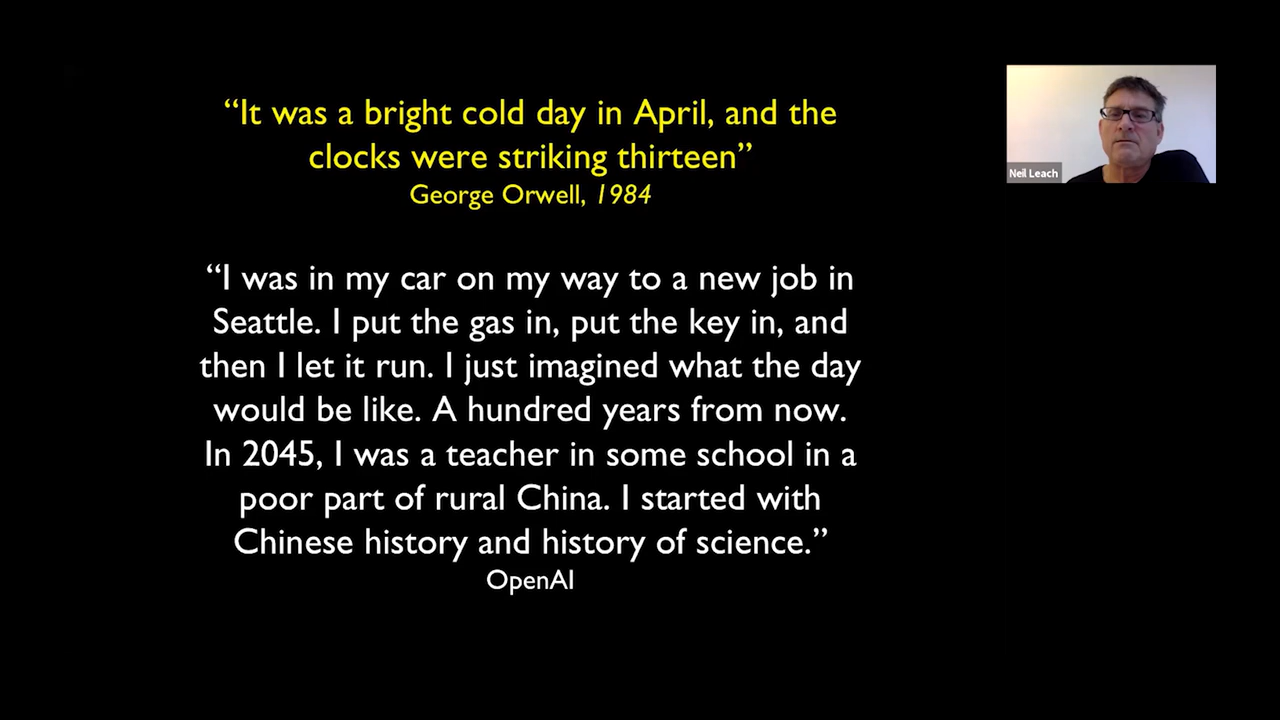 “It was a bright cold day in April, and the
clocks were striking thirteen”
George Orwell, 1984
“I was in my car on my way to a new job in
Seattle. I put the gas in, put the key in, and
then I let it run. I just imagined what the day
would be like. A hundred years from now.
In 2045, I was a teacher in some school in a
poor part of rural China. I started with
Chinese history and history of science.”
OpenAI
Neil Leach